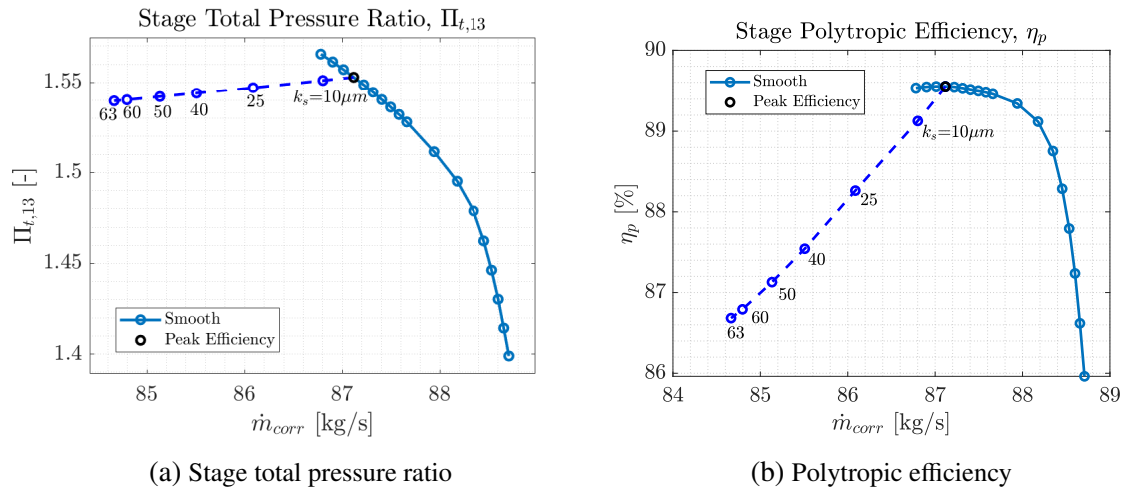 Stage Total Pressure Ratio, Π_{t,13}
1.55
1.5
1.45
1.4
Π_{t,13} [-]
63 60 50 40 25 k_s=10μm
Smooth
Peak Efficiency
85 86 87 88
ṁ_{corr} [kg/s]
(a) Stage total pressure ratio
Stage Polytropic Efficiency, η_p
90
89
88
87
86
η_p [%]
Smooth
Peak Efficiency
k_s=10μm
25
40
50
60
63
84 85 86 87 88 89
ṁ_{corr} [kg/s]
(b) Polytropic efficiency